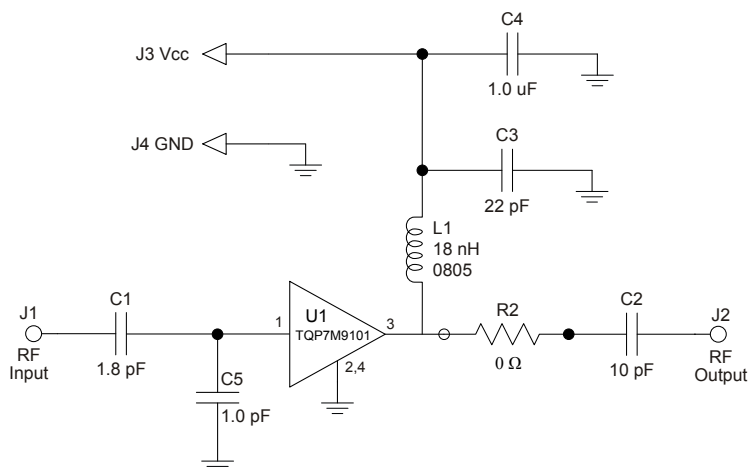 C4
J3 Vcc
1.0 uF
J4 GND
C3
22 pF
L1
18 nH
0805
J1
C1
U1
R2
C2
J2
1
TQP7M9101
3
RF
Input
1.8 pF
2,4
0 Ω
10 pF
RF
Output
C5
1.0 pF